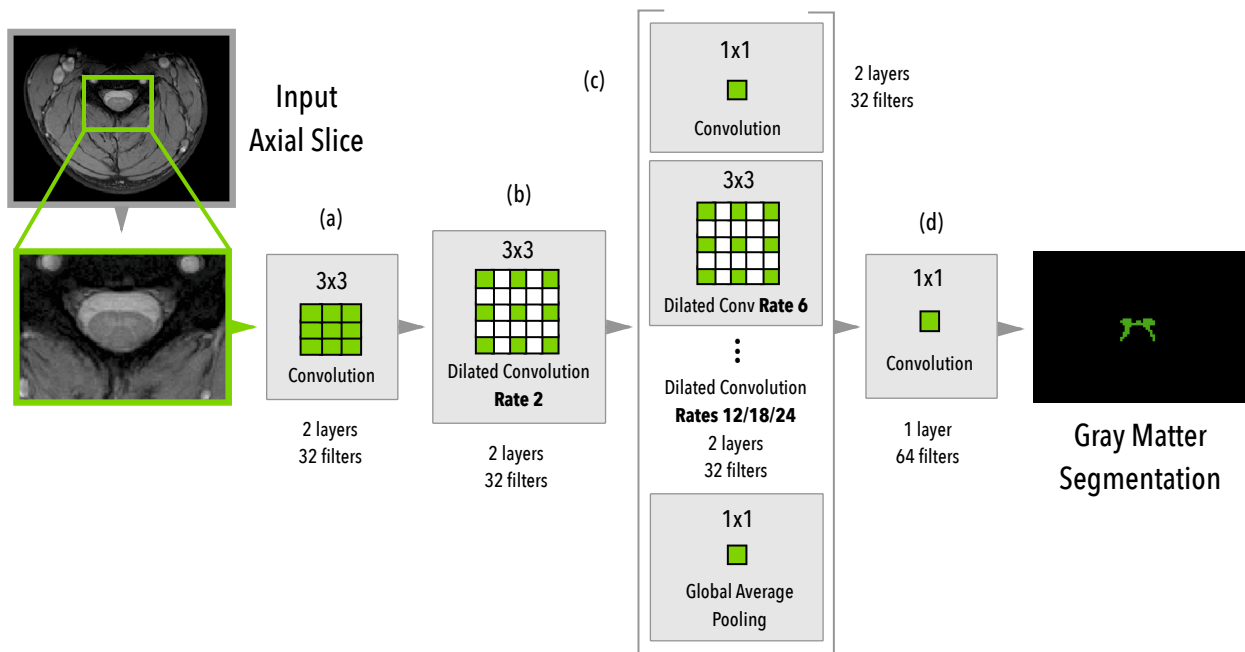 Input
Axial Slice
(a)
3x3
Convolution
2 layers
32 filters
(b)
3x3
Dilated Convolution
Rate 2
2 layers
32 filters
(c)
1x1
Convolution
2 layers
32 filters
3x3
Dilated Conv Rate 6
Dilated Convolution
Rates 12/18/24
2 layers
32 filters
1x1
Global Average
Pooling
(d)
1x1
Convolution
1 layer
64 filters
Gray Matter
Segmentation